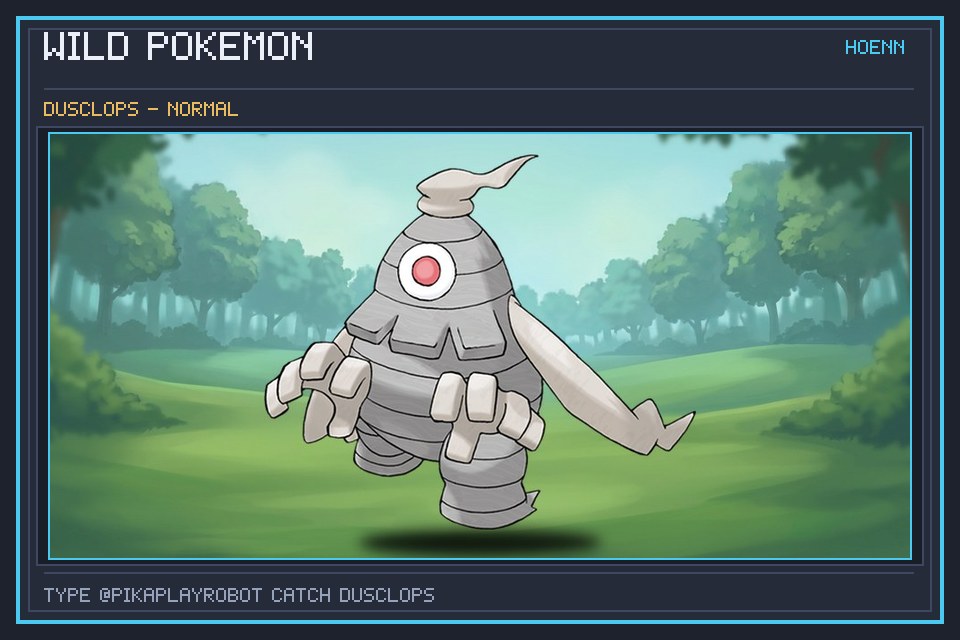 WILD POKEMON
HOENN
DUSCLOPS - NORMAL
TYPE @PIKAPLAYROBOT CATCH DUSCLOPS